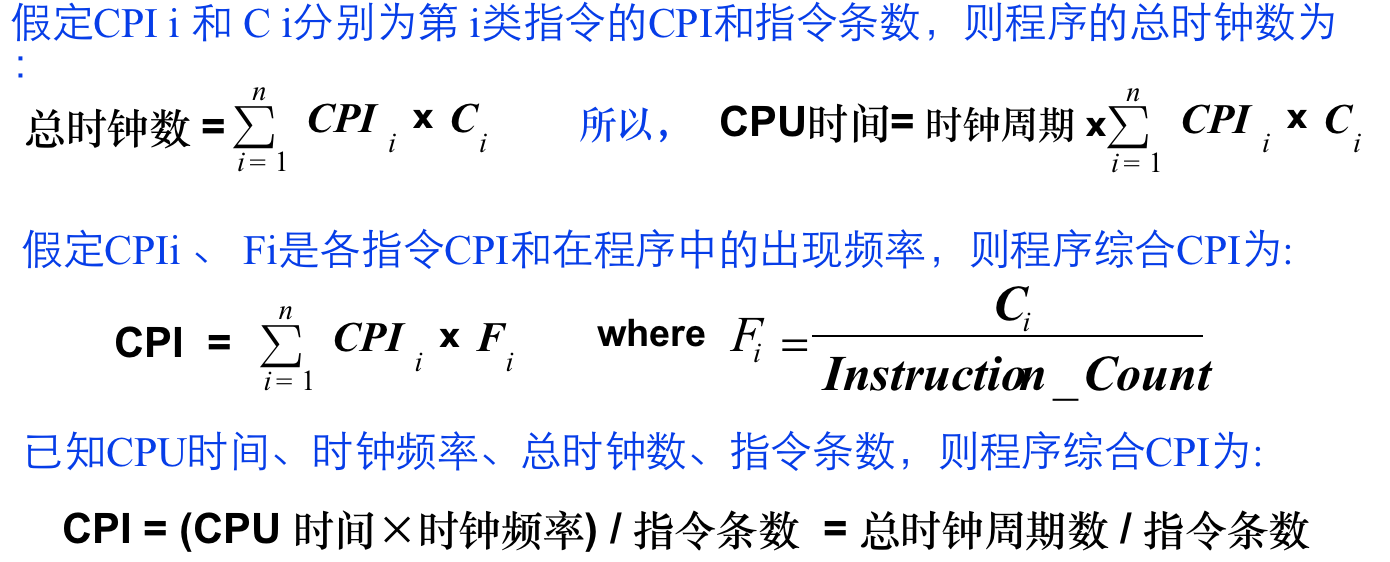 假定CPI i 和 C i分别为第 i类指令的CPI和指令条数，则程序的总时钟数为
：
总时钟数 = \sum_{i=1}^{n} CPI_i x C_i 所以， CPU时间= 时钟周期 x \sum_{i=1}^{n} CPI_i x C_i
假定CPIi 、 Fi是各指令CPI和在程序中的出现频率，则程序综合CPI为:
CPI = \sum_{i=1}^{n} CPI_i x F_i where F_i = \frac{C_i}{Instruction_Count}
已知CPU时间、时钟频率、总时钟数、指令条数，则程序综合CPI为:
CPI = (CPU 时间×时钟频率) / 指令条数 = 总时钟周期数 / 指令条数